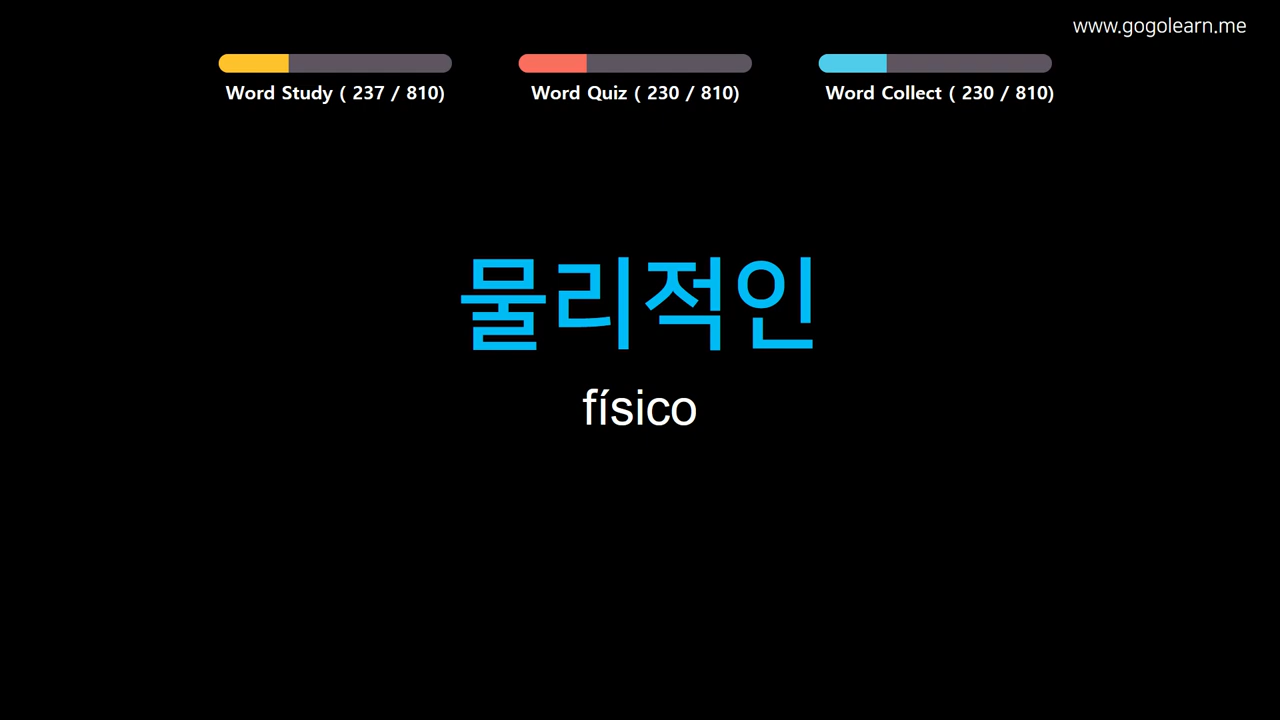 www.gogolearn.me
Word Study ( 237 / 810)
Word Quiz ( 230 / 810)
Word Collect ( 230 / 810)
물리적인
físico